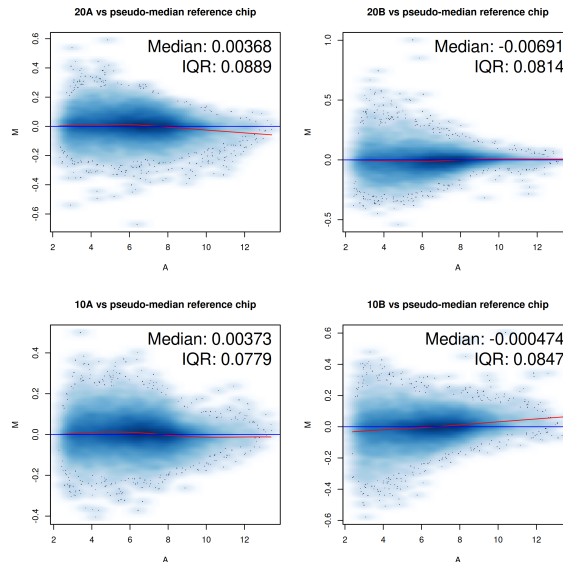 20A vs pseudo-median reference chip
Median: 0.00368
IQR: 0.0889
M
0.6
0.4
0.2
0.0
-0.2
-0.4
-0.6
2 4 6 8 10 12
A
20B vs pseudo-median reference chip
Median: -0.00691
IQR: 0.0814
M
1.0
0.5
0.0
-0.5
2 4 6 8 10 12
A
10A vs pseudo-median reference chip
Median: 0.00373
IQR: 0.0779
M
0.4
0.2
0.0
-0.2
-0.4
2 4 6 8 10 12
A
10B vs pseudo-median reference chip
Median: -0.000474
IQR: 0.0847
M
0.6
0.4
0.2
0.0
-0.2
-0.4
-0.6
2 4 6 8 10 12
A